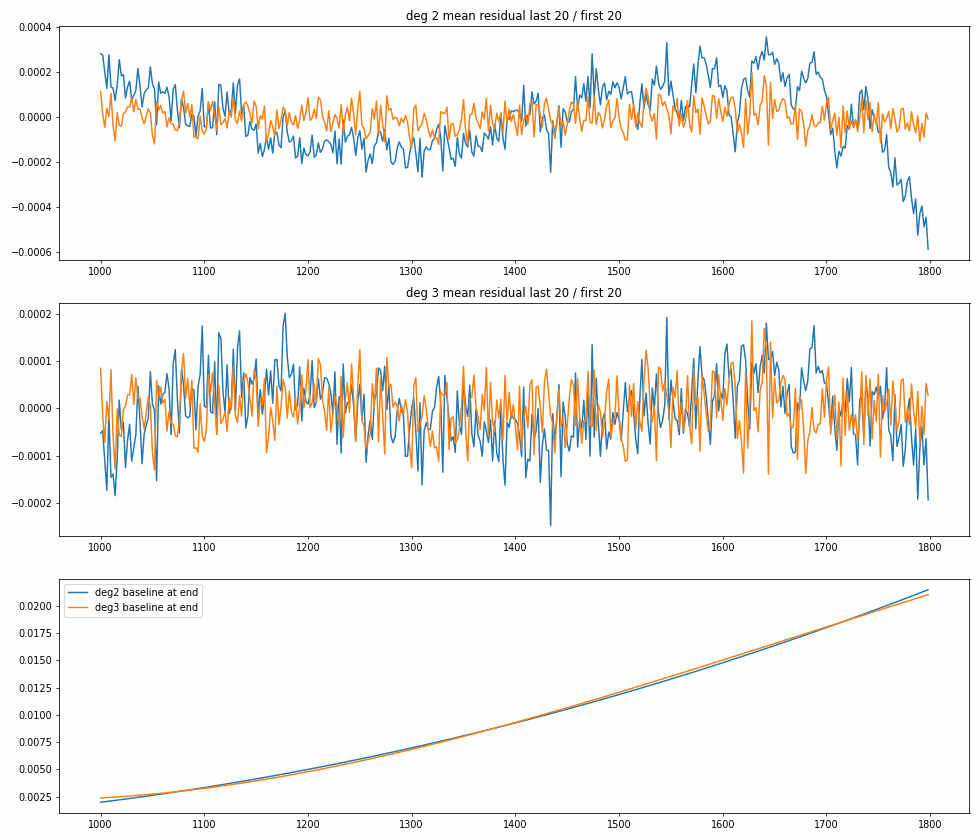 deg 2 mean residual last 20 / first 20
0.0004
0.0002
0.0000
−0.0002
−0.0004
−0.0006
1000 1100 1200 1300 1400 1500 1600 1700 1800
deg 3 mean residual last 20 / first 20
0.0002
0.0001
0.0000
−0.0001
−0.0002
1000 1100 1200 1300 1400 1500 1600 1700 1800
deg2 baseline at end
deg3 baseline at end
0.0200
0.0175
0.0150
0.0125
0.0100
0.0075
0.0050
0.0025
1000 1100 1200 1300 1400 1500 1600 1700 1800